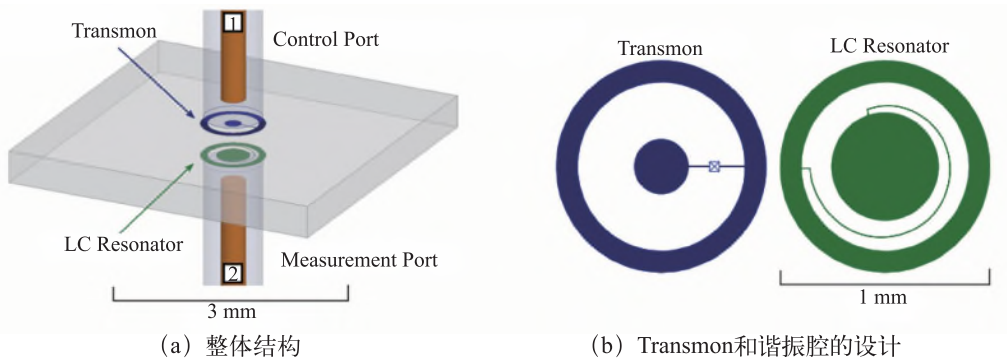 Transmon
1
Control Port
LC Resonator
2
Measurement Port
3 mm
(a) 整体结构
Transmon
LC Resonator
1 mm
(b) Transmon和谐振腔的设计